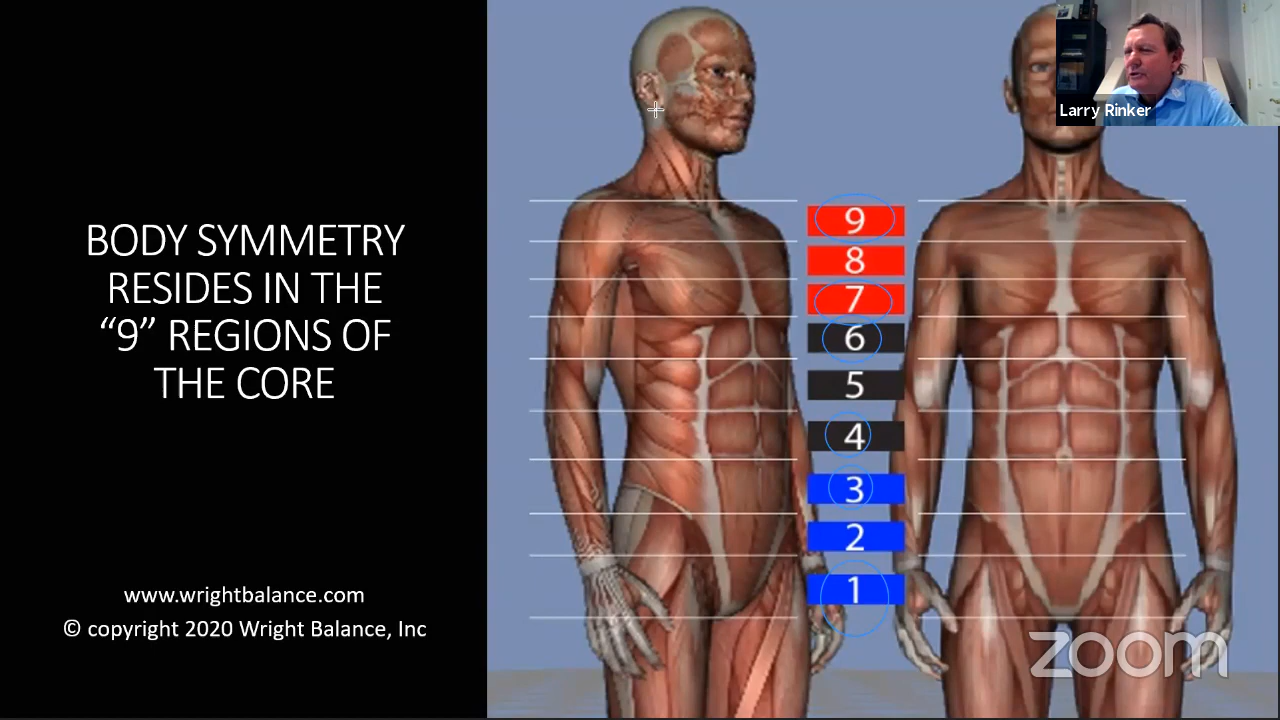 BODY SYMMETRY
RESIDES IN THE
“9” REGIONS OF
THE CORE
www.wrightbalance.com
© copyright 2020 Wright Balance, Inc
9
8
7
6
5
4
3
2
1
Larry Rinker
zoom